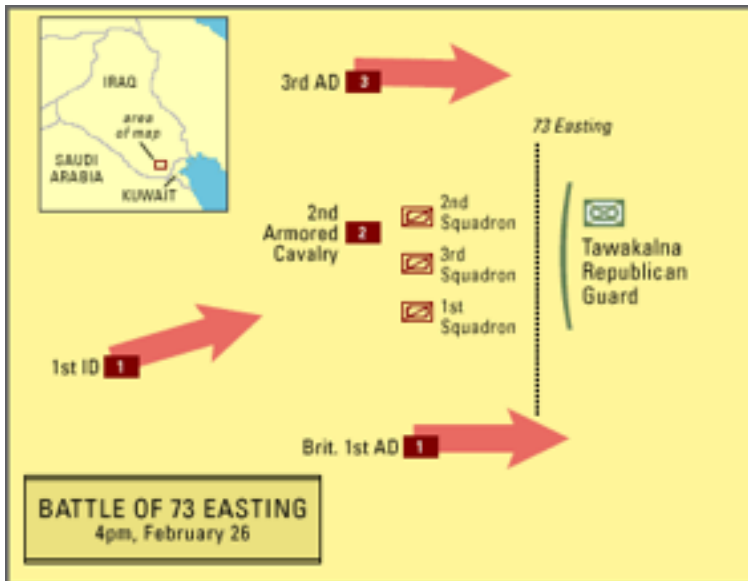 IRAQ
area
of map
SAUDI
ARABIA
KUWAIT
3rd AD 3
73 Easting
2nd
Armored
Cavalry
2
2nd
Squadron
3rd
Squadron
1st
Squadron
Tawakalna
Republican
Guard
1st ID 1
Brit. 1st AD 1
BATTLE OF 73 EASTING
4pm, February 26